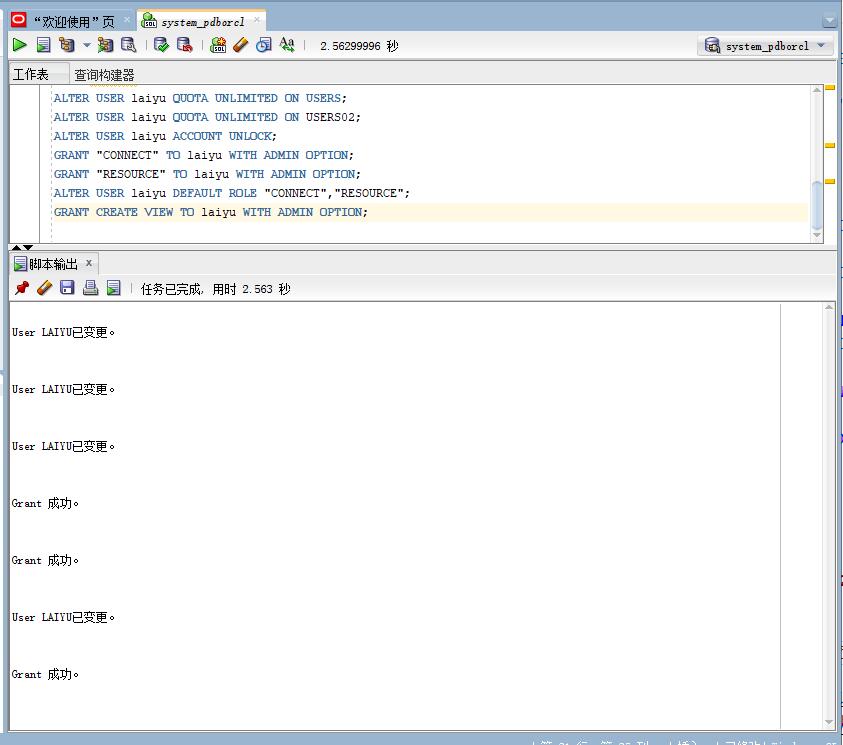 “欢迎使用”页
system_pdborcl
2.56299996 秒
system_pdborcl
工作表
查询构建器
ALTER USER laiyu QUOTA UNLIMITED ON USERS;
ALTER USER laiyu QUOTA UNLIMITED ON USERS02;
ALTER USER laiyu ACCOUNT UNLOCK;
GRANT "CONNECT" TO laiyu WITH ADMIN OPTION;
GRANT "RESOURCE" TO laiyu WITH ADMIN OPTION;
ALTER USER laiyu DEFAULT ROLE "CONNECT","RESOURCE";
GRANT CREATE VIEW TO laiyu WITH ADMIN OPTION;
脚本输出 x
任务已完成, 用时 2.563 秒
User LAIYU已变更。
User LAIYU已变更。
User LAIYU已变更。
Grant 成功。
Grant 成功。
User LAIYU已变更。
Grant 成功。